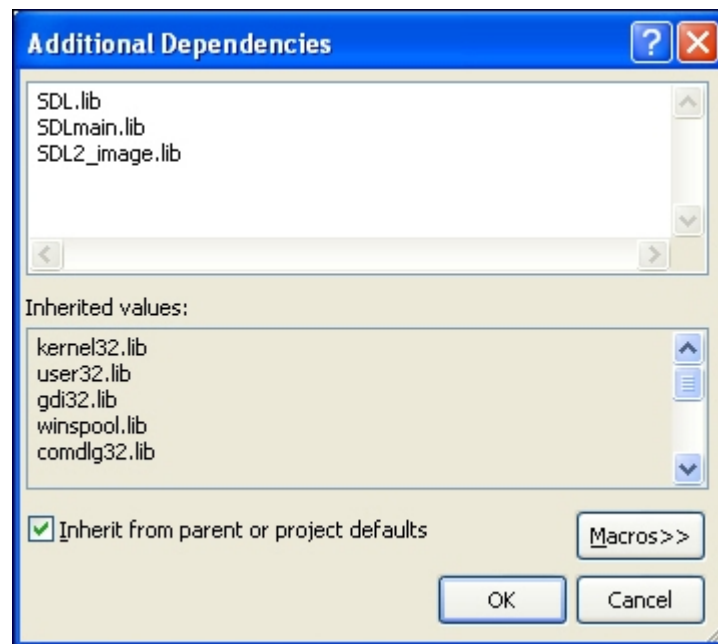 Additional Dependencies
SDL.lib
SDLmain.lib
SDL2_image.lib
Inherited values:
kernel32.lib
user32.lib
gdi32.lib
winspool.lib
comdlg32.lib
Inherit from parent or project defaults
Macros>>
OK
Cancel